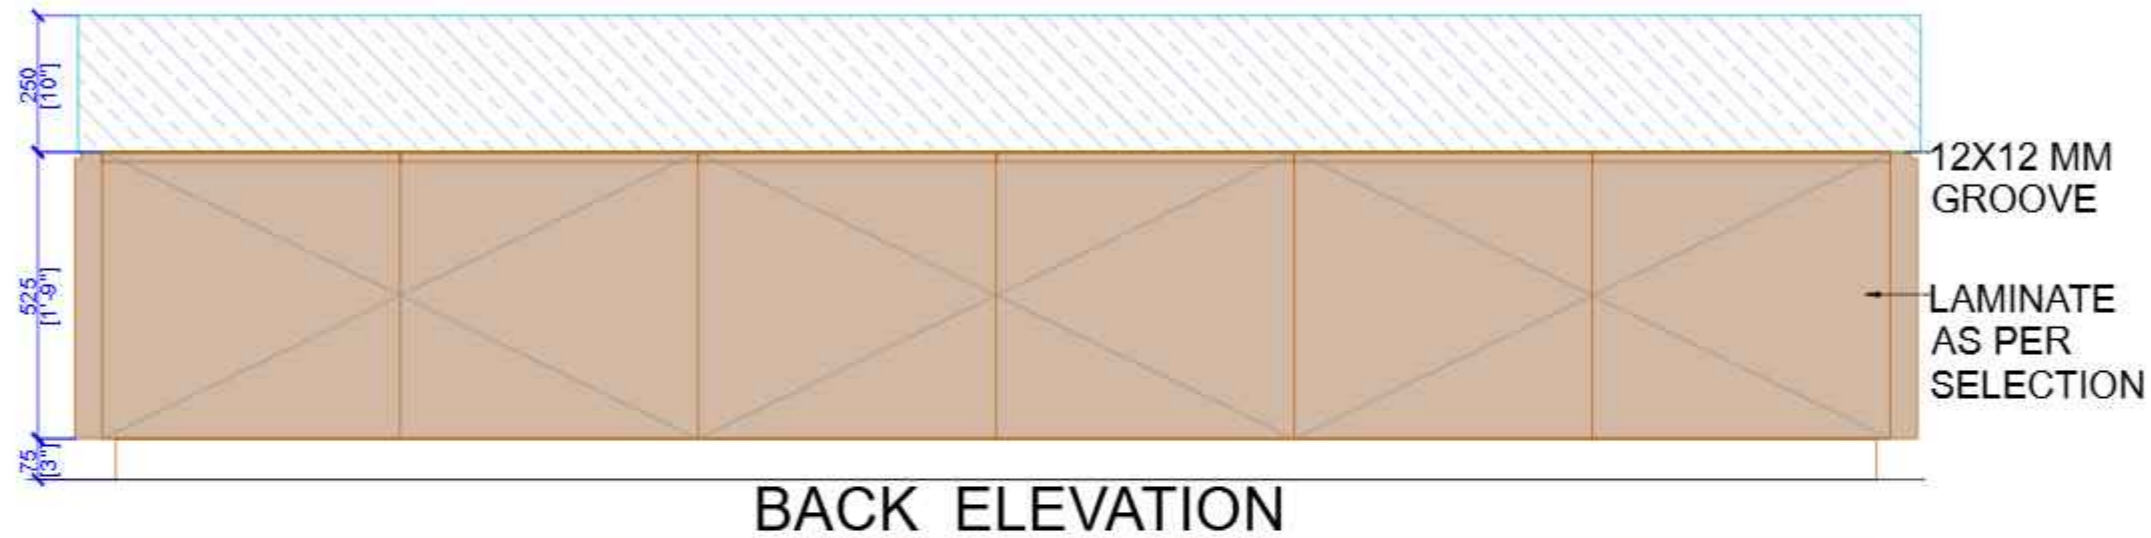 250
[10"]
12X12 MM
GROOVE
525
[1'-9"]
LAMINATE
AS PER
SELECTION
75
[3"]
BACK ELEVATION